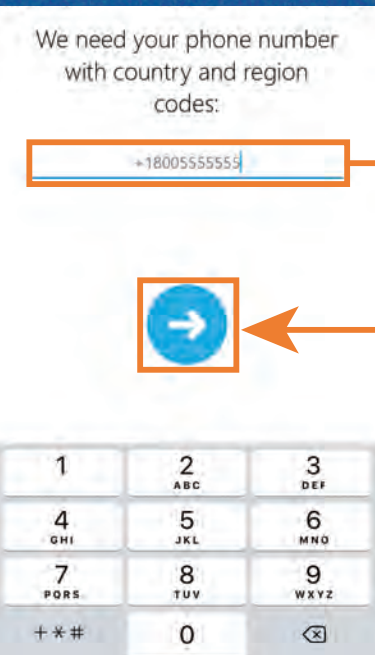 We need your phone number
with country and region
codes:
+18005555555
1
2
ABC
3
DEF
4
GHI
5
JKL
6
MNO
7
PQRS
8
TUV
9
WXYZ
+*#
0